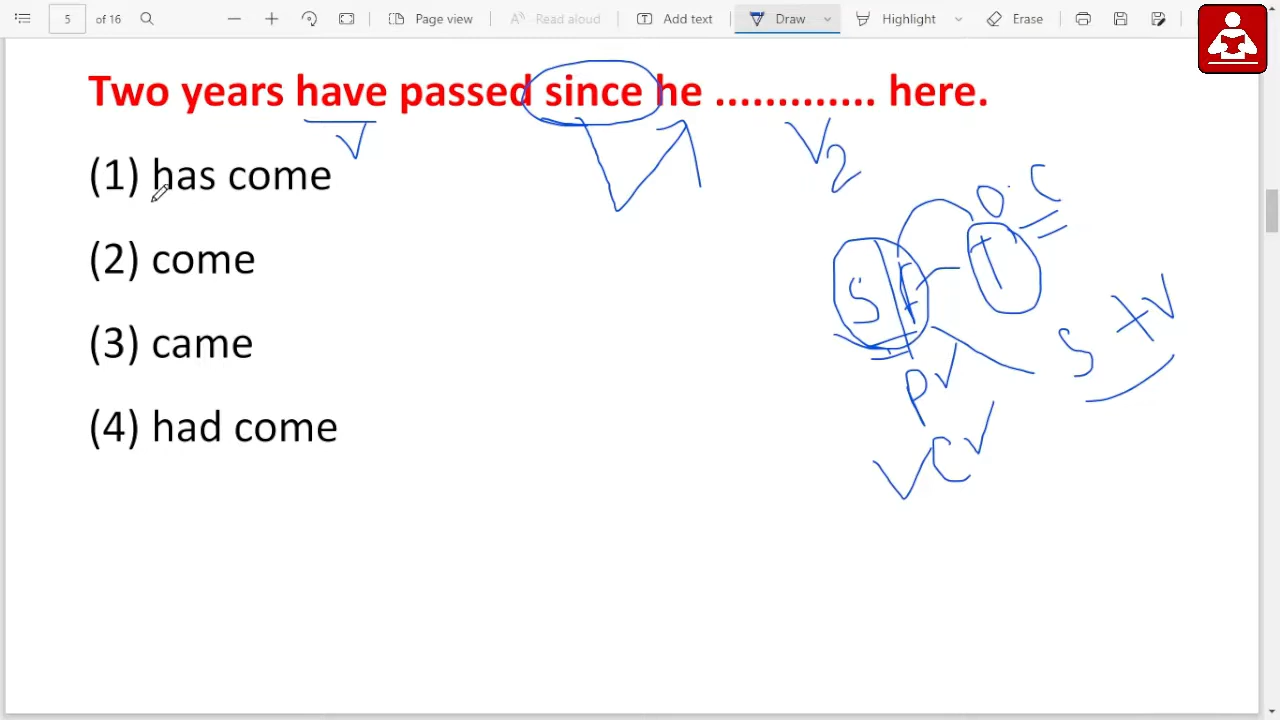 5 of 16 Page view Read aloud Add text Draw Highlight Erase
Two years have passed since he ............. here.
V
V2
(1) has come
(2) come
(3) came
(4) had come
O. C
S F T
S + V
P V
V C V